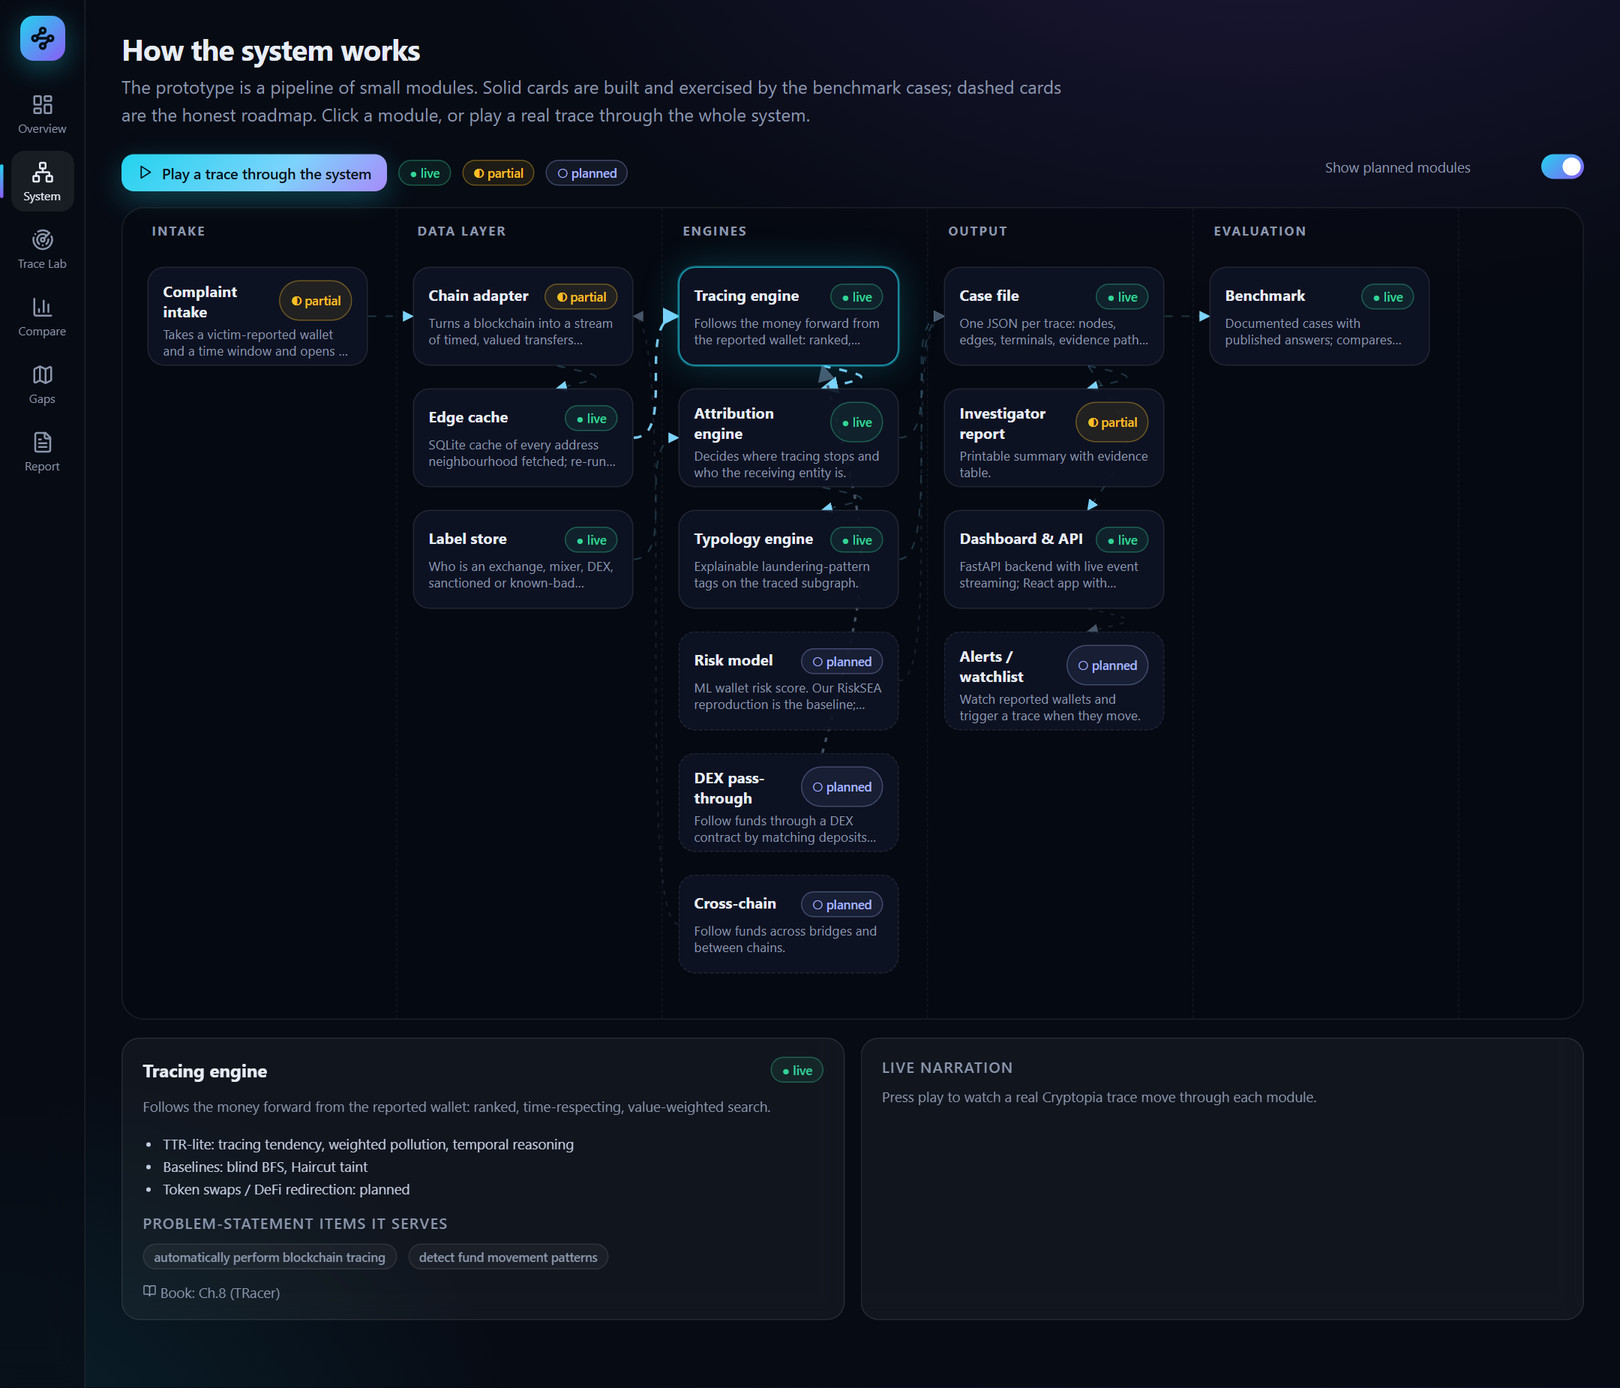 How the system works
The prototype is a pipeline of small modules. Solid cards are built and exercised by the benchmark cases; dashed cards
are the honest roadmap. Click a module, or play a real trace through the whole system.
Play a trace through the system
live
partial
planned
Show planned modules
Overview
System
Trace Lab
Compare
Gaps
Report
INTAKE
Complaint
intake
partial
Takes a victim-reported wallet
and a time window and opens ...
DATA LAYER
Chain adapter
partial
Turns a blockchain into a stream
of timed, valued transfers...
Edge cache
live
SQLite cache of every address
neighbourhood fetched; re-run...
Label store
live
Who is an exchange, mixer, DEX,
sanctioned or known-bad...
ENGINES
Tracing engine
live
Follows the money forward from
the reported wallet: ranked,...
Attribution
engine
live
Decides where tracing stops and
who the receiving entity is.
Typology engine
live
Explainable laundering-pattern
tags on the traced subgraph.
Risk model
planned
ML wallet risk score. Our RiskSEA
reproduction is the baseline;...
DEX pass-
through
planned
Follow funds through a DEX
contract by matching deposits...
Cross-chain
planned
Follow funds across bridges and
between chains.
OUTPUT
Case file
live
One JSON per trace: nodes,
edges, terminals, evidence path...
Investigator
report
partial
Printable summary with evidence
table.
Dashboard & API
live
FastAPI backend with live event
streaming; React app with...
Alerts /
watchlist
planned
Watch reported wallets and
trigger a trace when they move.
EVALUATION
Benchmark
live
Documented cases with
published answers; compares...
Tracing engine
live
Follows the money forward from the reported wallet: ranked, time-respecting, value-weighted search.
• TTR-lite: tracing tendency, weighted pollution, temporal reasoning
• Baselines: blind BFS, Haircut taint
• Token swaps / DeFi redirection: planned
PROBLEM-STATEMENT ITEMS IT SERVES
automatically perform blockchain tracing
detect fund movement patterns
Book: Ch.8 (TRacer)
LIVE NARRATION
Press play to watch a real Cryptopia trace move through each module.